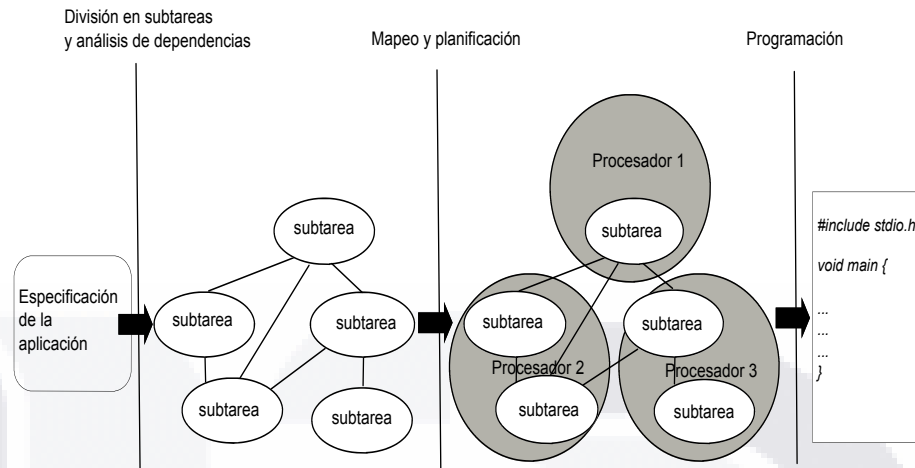 División en subtareas
y análisis de dependencias
Mapeo y planificación
Programación
Especificación
de la
aplicación
subtarea
subtarea
subtarea
subtarea
subtarea
Procesador 1
subtarea
subtarea
subtarea
Procesador 2
Procesador 3
subtarea
subtarea
#include stdio.h
void main {
...
...
...
}